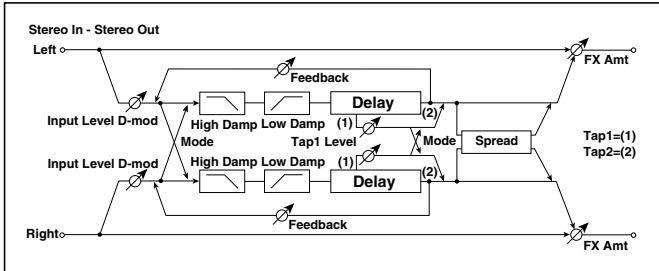 Stereo In - Stereo Out
Left
FX Amt
Feedback
Input Level D-mod
High Damp Low Damp
Delay
(1)
(2)
Mode
Tap1 Level
Mode
Spread
Tap1=(1)
Tap2=(2)
Input Level D-mod
High Damp Low Damp
(1)
Delay
(2)
Feedback
Right
FX Amt